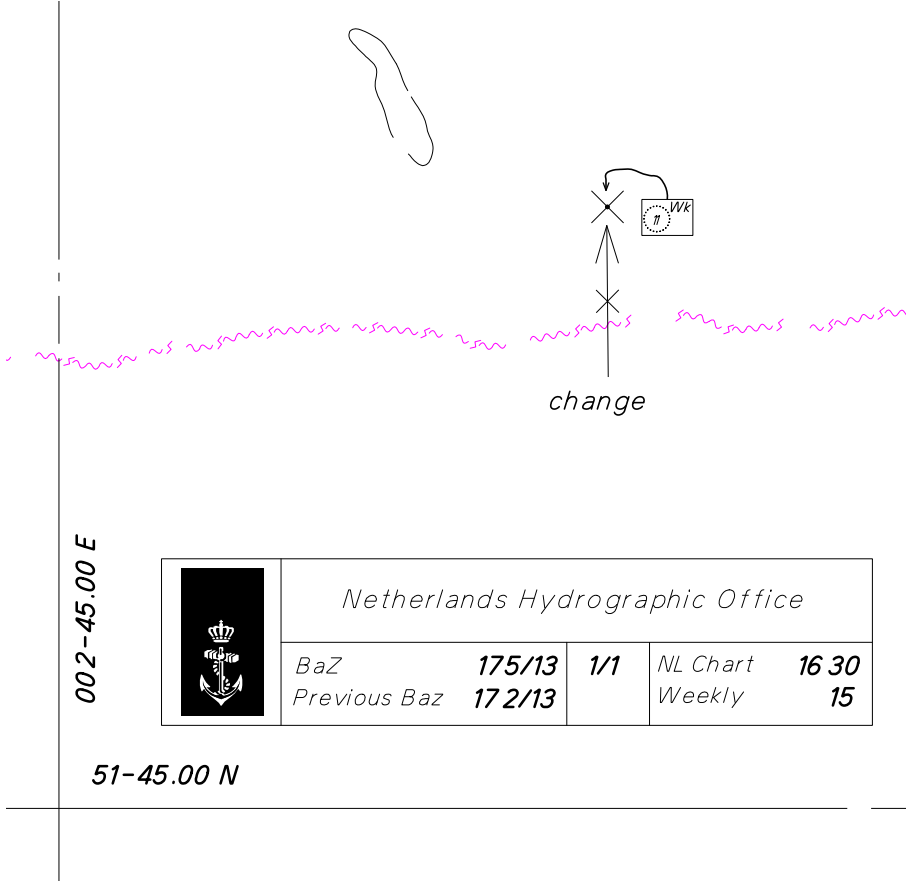 Wk
11
change
002-45.00 E
Netherlands Hydrographic Office
BaZ 175/13 1/1 NL Chart 1630
Previous Baz 172/13 Weekly 15
51-45.00 N